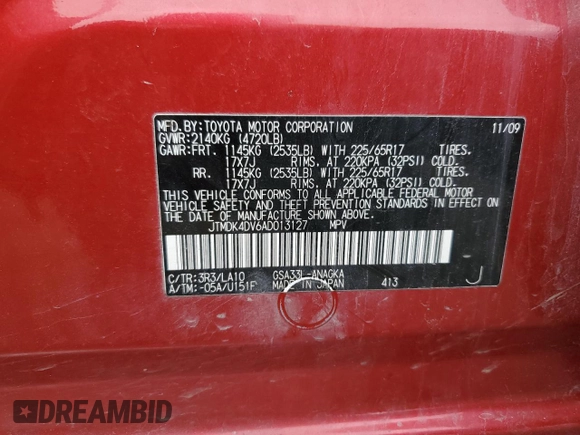 MFD.BY:TOYOTA MOTOR CORPORATION 11/09
GVWR:2140KG (4720LB)
GAWR:FRT. 1145KG (2535LB) WITH 225/65R17 TIRES.
17X7J RIMS. AT 220KPA (32PSI) COLD.
RR. 1145KG (2535LB) WITH 225/65R17 TIRES.
17X7J RIMS. AT 220KPA (32PSI) COLD.
THIS VEHICLE CONFORMS TO ALL APPLICABLE FEDERAL MOTOR
VEHICLE SAFETY STANDARDS IN EFFECT ON THE DATE OF
MANUFACTURE SHOWN ABOVE.
JTMDK4DV6AD013127 MPV
C/TR:3R3/LA10 GSA33L-ANAGKA
A/TM:-05A/U151F MADE IN JAPAN 413 J
DREAMBID